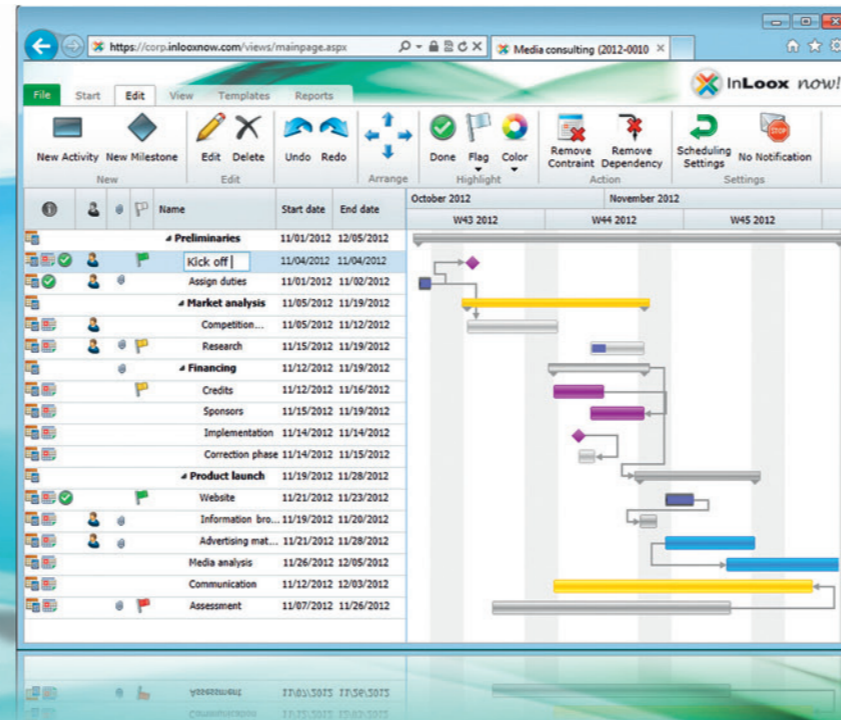 https://corp.inlooxnow.com/views/mainpage.aspx
Media consulting (2012-0010
InLoox now!
File Start Edit View Templates Reports
New Activity New Milestone Edit Delete Undo Redo Done Flag Color Remove Contraint Remove Dependency Scheduling Settings No Notification
STOP
New Edit Arrange Highlight Action Settings
Name Start date End date
October 2012 November 2012
W43 2012 W44 2012 W45 2012
Preliminaries 11/01/2012 12/05/2012
Kick off 11/04/2012 11/04/2012
Assign duties 11/01/2012 11/02/2012
Market analysis 11/05/2012 11/19/2012
Competition... 11/05/2012 11/12/2012
Research 11/15/2012 11/19/2012
Financing 11/12/2012 11/19/2012
Credits 11/12/2012 11/16/2012
Sponsors 11/15/2012 11/19/2012
Implementation 11/14/2012 11/14/2012
Correction phase 11/14/2012 11/15/2012
Product launch 11/19/2012 11/28/2012
Website 11/21/2012 11/23/2012
Information bro... 11/19/2012 11/20/2012
Advertising mat... 11/21/2012 11/28/2012
Media analysis 11/26/2012 12/05/2012
Communication 11/12/2012 12/03/2012
Assessment 11/07/2012 11/26/2012